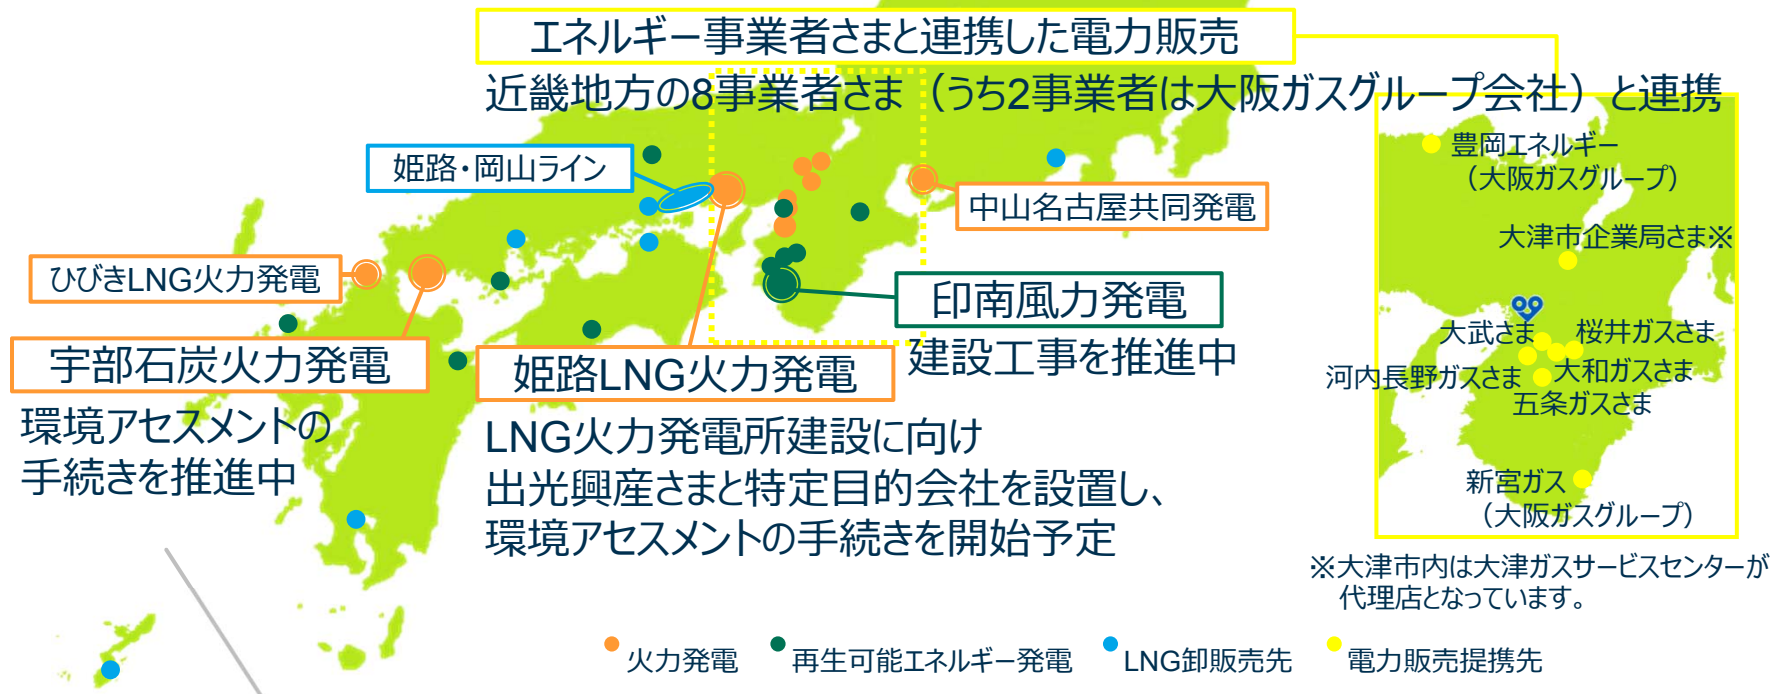 エネルギー事業者さまと連携した電力販売
近畿地方の8事業者さま（うち2事業者は大阪ガスグループ会社）と連携
姫路・岡山ライン
中山名古屋共同発電
ひびきLNG火力発電
印南風力発電
建設工事を推進中
宇部石炭火力発電
環境アセスメントの
手続きを推進中
姫路LNG火力発電
LNG火力発電所建設に向け
出光興産さまと特定目的会社を設置し、
環境アセスメントの手続きを開始予定
豊岡エネルギー
（大阪ガスグループ）
大津市企業局さま※
大武さま
桜井ガスさま
河内長野ガスさま
大和ガスさま
五条ガスさま
新宮ガス
（大阪ガスグループ）
※大津市内は大津ガスサービスセンターが
代理店となっています。
火力発電
再生可能エネルギー発電
LNG卸販売先
電力販売提携先